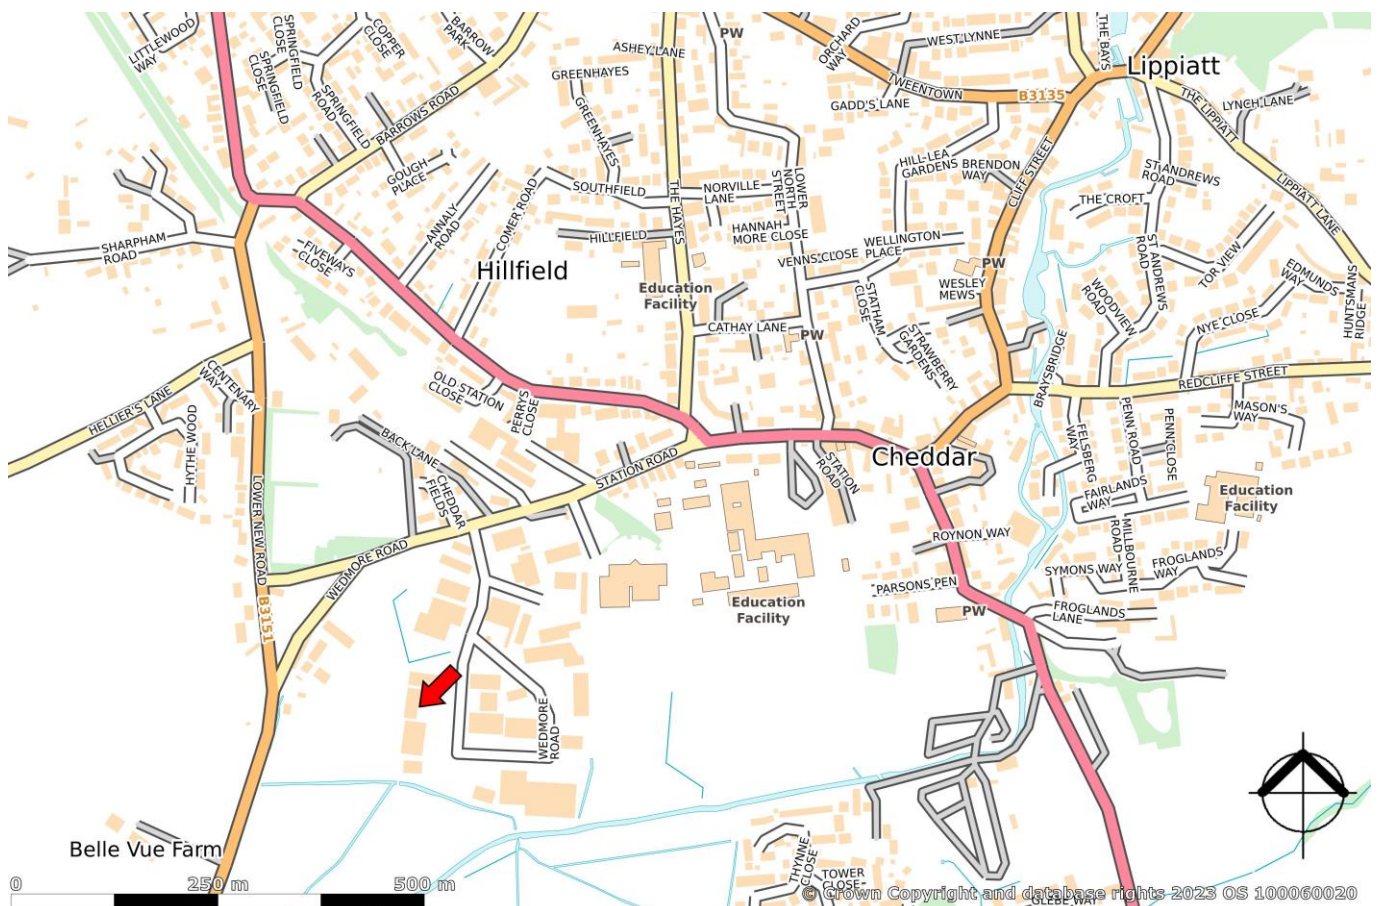 LITTLEWOOD
WAY
SPRINGFIELD
CLOSE
SPRINGFIELD
CLOSE
COPPER
CLOSE
BARROW
PARK
SPRINGFIELD
ROAD
BARROWS ROAD
GOUGH
PLACE
ASHEY LANE
GREENHAYES
GREENHAYES
PW
ORCHARD
WAY
WEST LYNNE
TWEENTOWN
GADD'S LANE
B3135
THE BAYS
Lippiatt
THE LIPPIATT
LYNCH LANE
LIPPIATT LANE
HILL-LEA
GARDENS
BRENDON
WAY
CLIFF STREET
ST ANDREWS
ROAD
THE CROFT
SOUTHFIELD
NORVILLE
LANE
LOWER
NORTH
STREET
THE HAYES
HANNAH
MORE CLOSE
HILLFIELD
ANNALY
ROAD
COMER ROAD
FIVEWAYS
CLOSE
SHARPHAM
ROAD
Hillfield
Education
Facility
VENNS CLOSE
WELLINGTON
PLACE
STATHAM
CLOSE
STRAWBERRY
GARDENS
PW
WESLEY
MEWS
ST ANDREWS
ROAD
WOODVIEW
ROAD
TOR VIEW
EDMUNDS
WAY
HUNTSMANS
RIDGE
NYE CLOSE
CATHAY LANE
PW
BRAYSBRIDGE
REDCLIFFE STREET
HELLIER'S LANE
CENTENARY
WAY
HYTHE WOOD
OLD STATION
CLOSE
PERRYS
CLOSE
BACK LANE
CHEDDAR
FIELDS
STATION ROAD
STATION
ROAD
Cheddar
FELSBERG
WAY
PENN ROAD
PENN CLOSE
MASON'S
WAY
FAIRLANDS
WAY
MILLBOURNE
ROAD
Education
Facility
SYMONS WAY
FROGLANDS
WAY
FROGLANDS
LANE
ROYNON WAY
PARSONS PEN
PW
Education
Facility
LOWER NEW ROAD
WEDMORE ROAD
B3151
WEDMORE
ROAD
Belle Vue Farm
THYNNE
CLOSE
TOWER
CLOSE
GLEBE WAY
0
250 m
500 m
© Crown Copyright and database rights 2023 OS 100060020